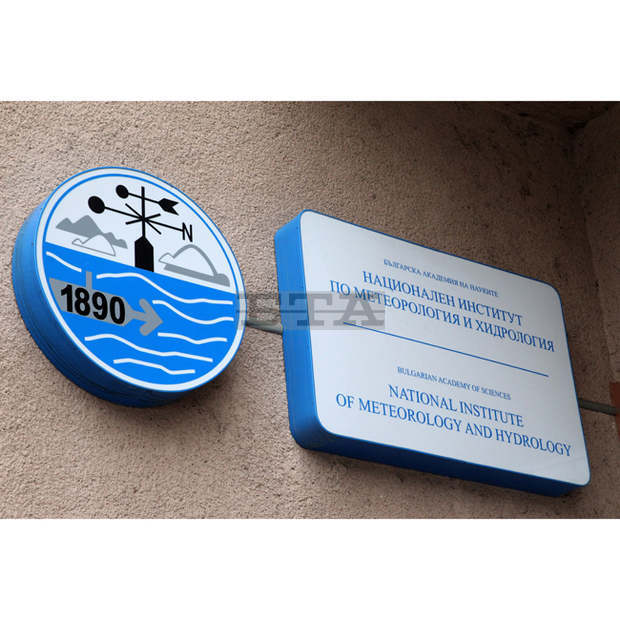 N
1890
БЪЛГАРСКА АКАДЕМИЯ НА НАУКИТЕ
НАЦИОНАЛЕН ИНСТИТУТ
ПО МЕТЕОРОЛОГИЯ И ХИДРОЛОГИЯ
BULGARIAN ACADEMY OF SCIENCES
NATIONAL INSTITUTE
OF METEOROLOGY AND HYDROLOGY
БТА